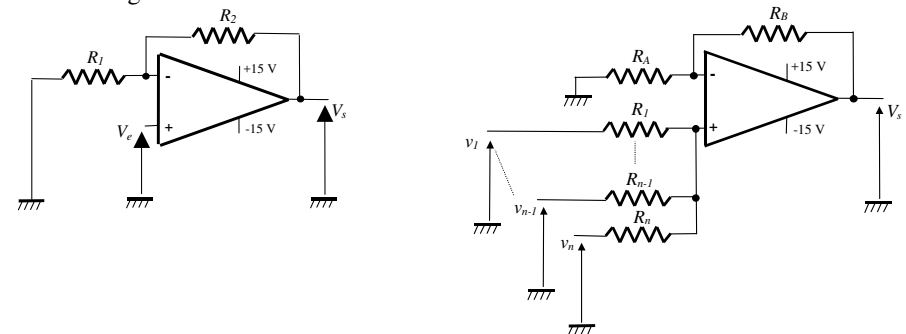 R2
R1
+15 V
-
+
-15 V
Ve
Vs
RB
RA
+15 V
-
R1
+
-15 V
Vs
v1
Rn-1
vn-1
Rn
vn